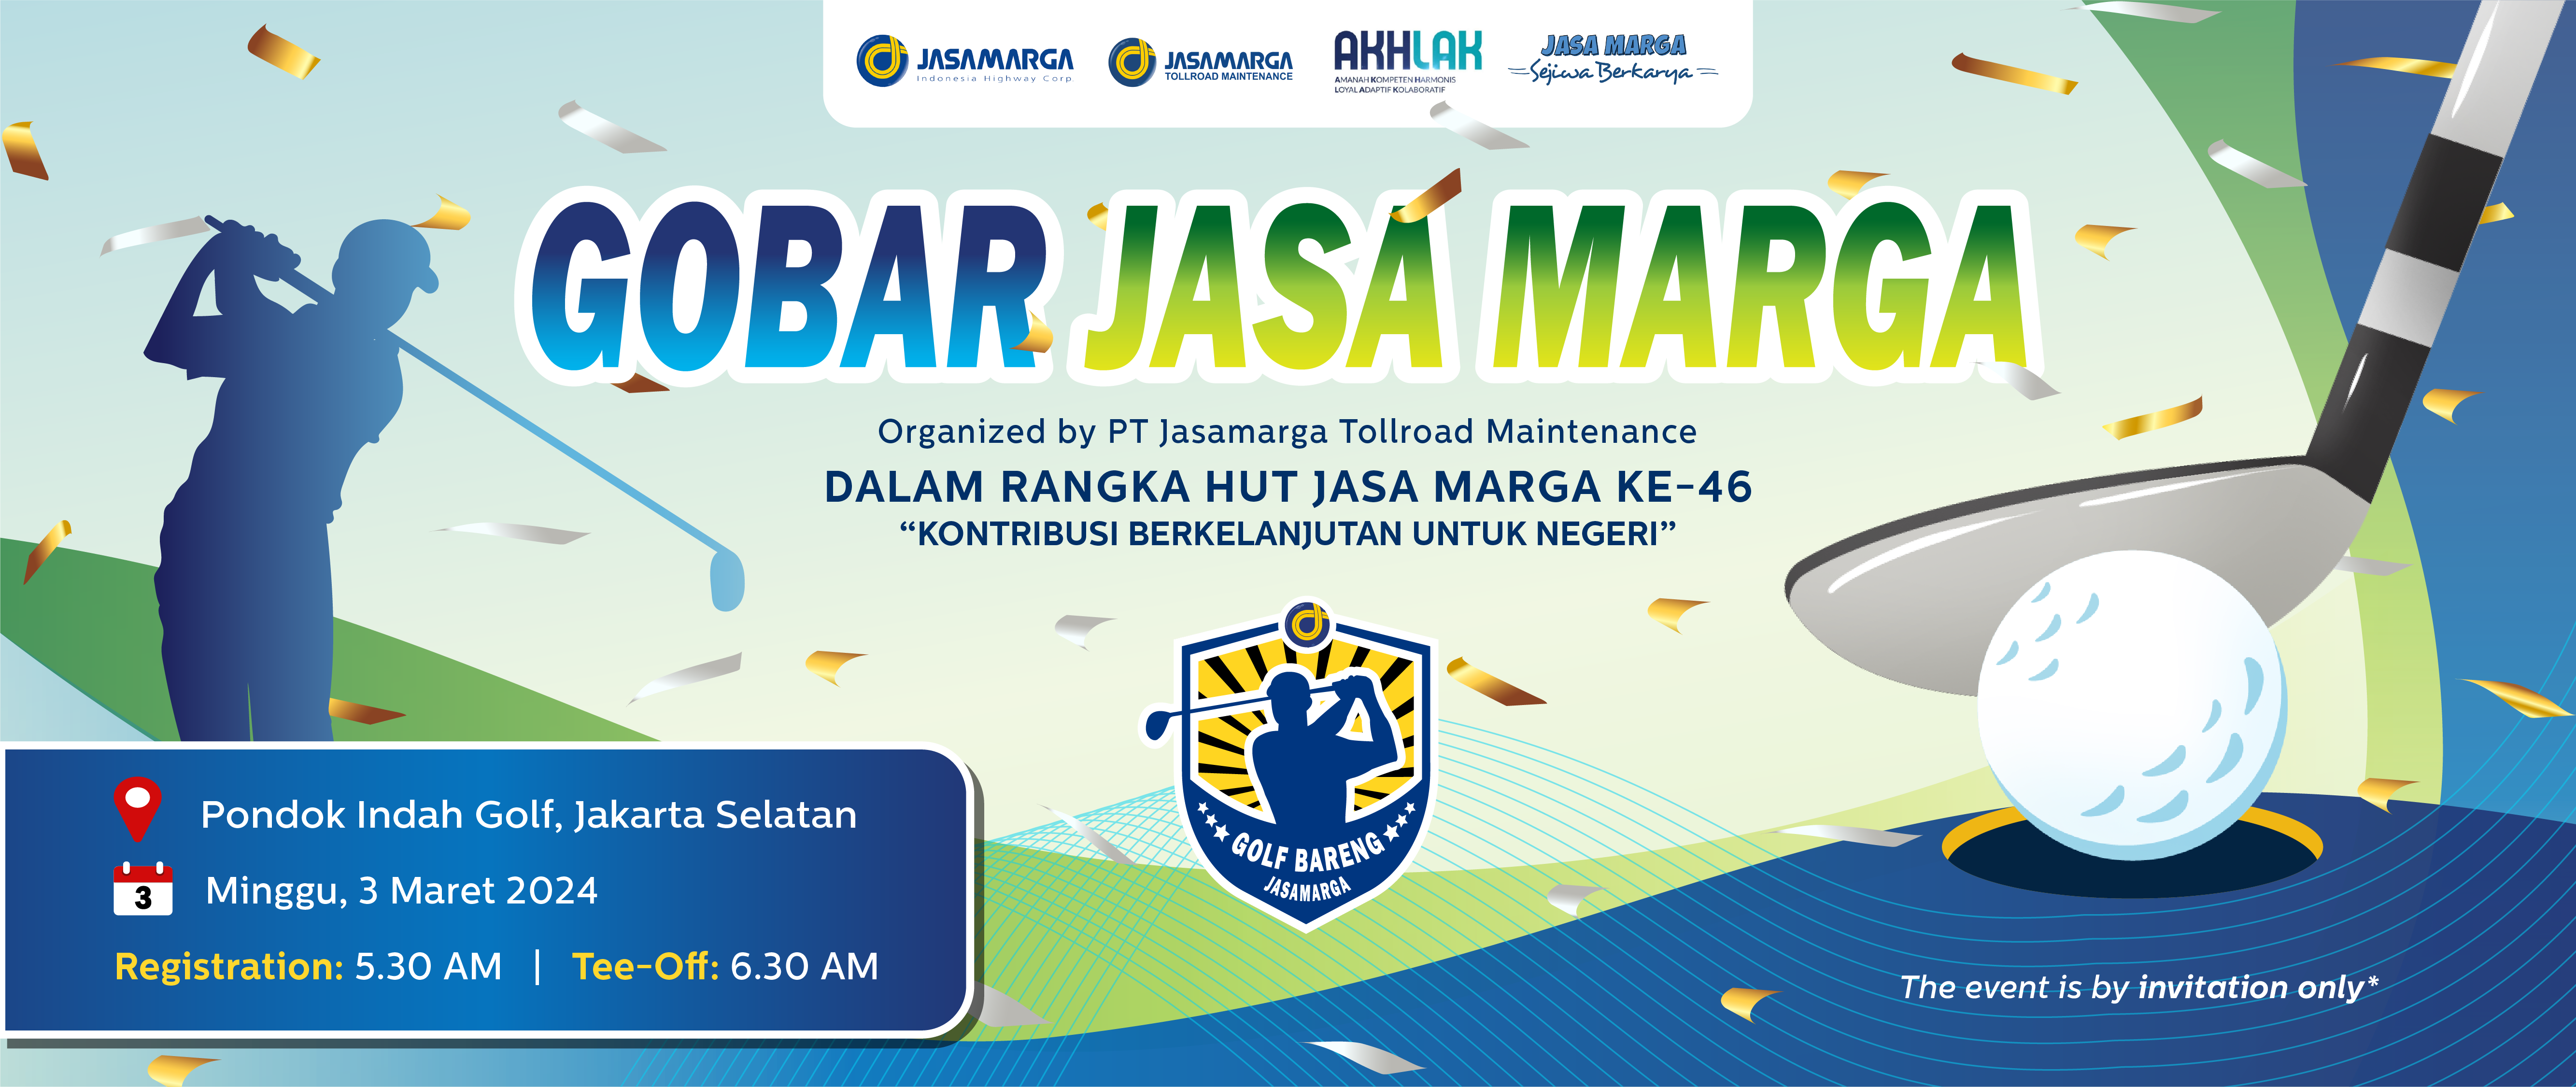 JASAMARGA
Indonesia Highway Corp.
JASAMARGA
TOLLROAD MAINTENANCE
AKHLAK
AMANAH KOMPETEN HARMONIS
LOYAL ADAPTIF KOLABORATIF
JASA MARGA
Sejiwa Berkarya
GOBAR JASA MARGA
Organized by PT Jasamarga Tollroad Maintenance
DALAM RANGKA HUT JASA MARGA KE-46
“KONTRIBUSI BERKELANJUTAN UNTUK NEGERI”
GOLF BARENG
JASAMARGA
Pondok Indah Golf, Jakarta Selatan
3
Minggu, 3 Maret 2024
Registration: 5.30 AM | Tee-Off: 6.30 AM
The event is by invitation only*